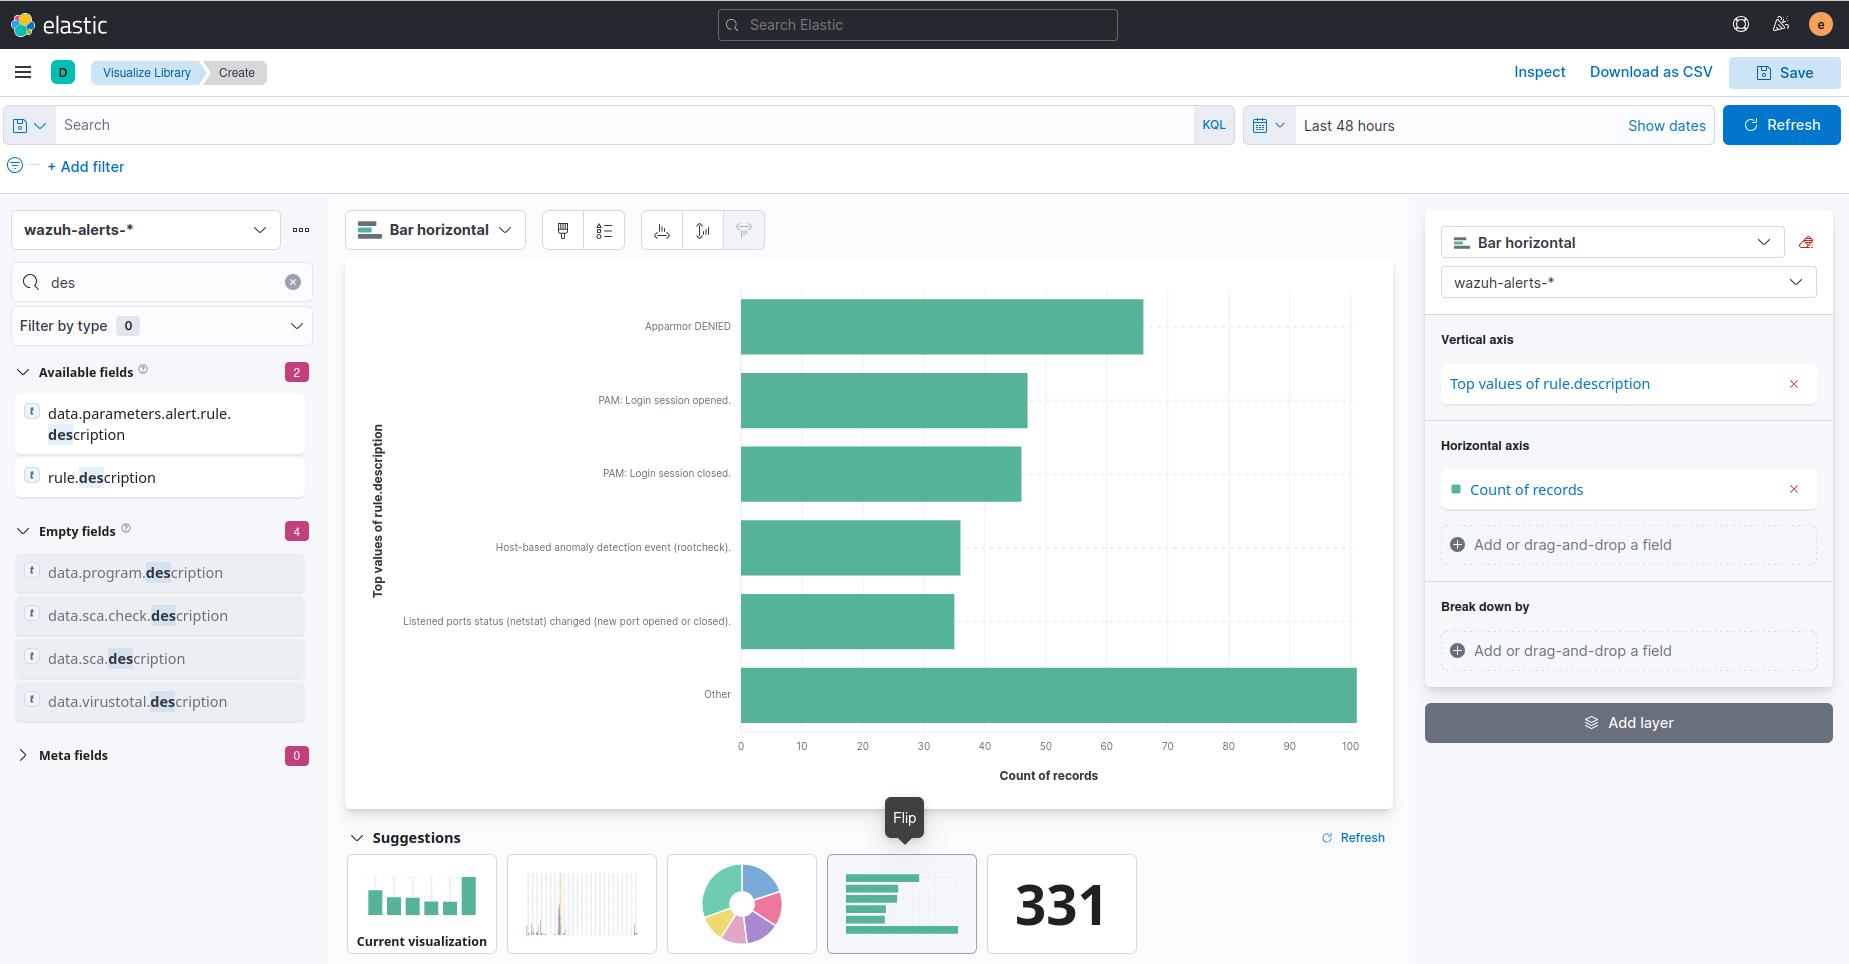 elastic
Search Elastic
e
D
Visualize Library
Create
Inspect
Download as CSV
Save
Search
KQL
Last 48 hours
Show dates
Refresh
+ Add filter
wazuh-alerts-*
des
Filter by type 0
Available fields 2
data.parameters.alert.rule.
description
rule.description
Empty fields 4
data.program.description
data.sca.check.description
data.sca.description
data.virustotal.description
Meta fields 0
Bar horizontal
Top values of rule.description
Apparmor DENIED
PAM: Login session opened.
PAM: Login session closed.
Host-based anomaly detection event (rootcheck).
Listened ports status (netstat) changed (new port opened or closed).
Other
0 10 20 30 40 50 60 70 80 90 100
Count of records
Flip
Suggestions
Refresh
Current visualization
331
Bar horizontal
wazuh-alerts-*
Vertical axis
Top values of rule.description
Horizontal axis
Count of records
Add or drag-and-drop a field
Break down by
Add or drag-and-drop a field
Add layer